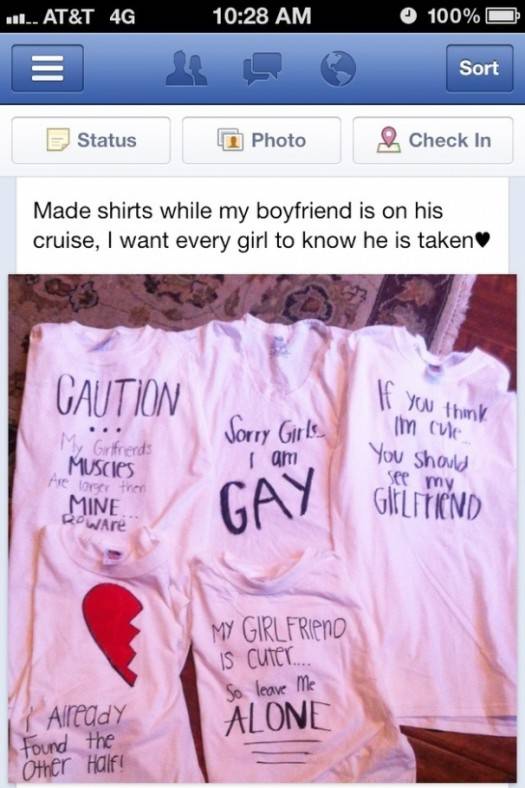 AT&T 4G 10:28 AM 100%
Sort
Status Photo Check In
Made shirts while my boyfriend is on his
cruise, I want every girl to know he is taken♥
CAUTION
...
My Girlfriends
MUSCIES
Are larger then
MINE...
BeWAre
Sorry Girls..
I am
GAY
If you think
Im cute...
You Should
see my
GIRLFRIEND
I Already
Found the
Other Half!
MY GIRLFRIEND
IS CUTER....
So leave Me
ALONE